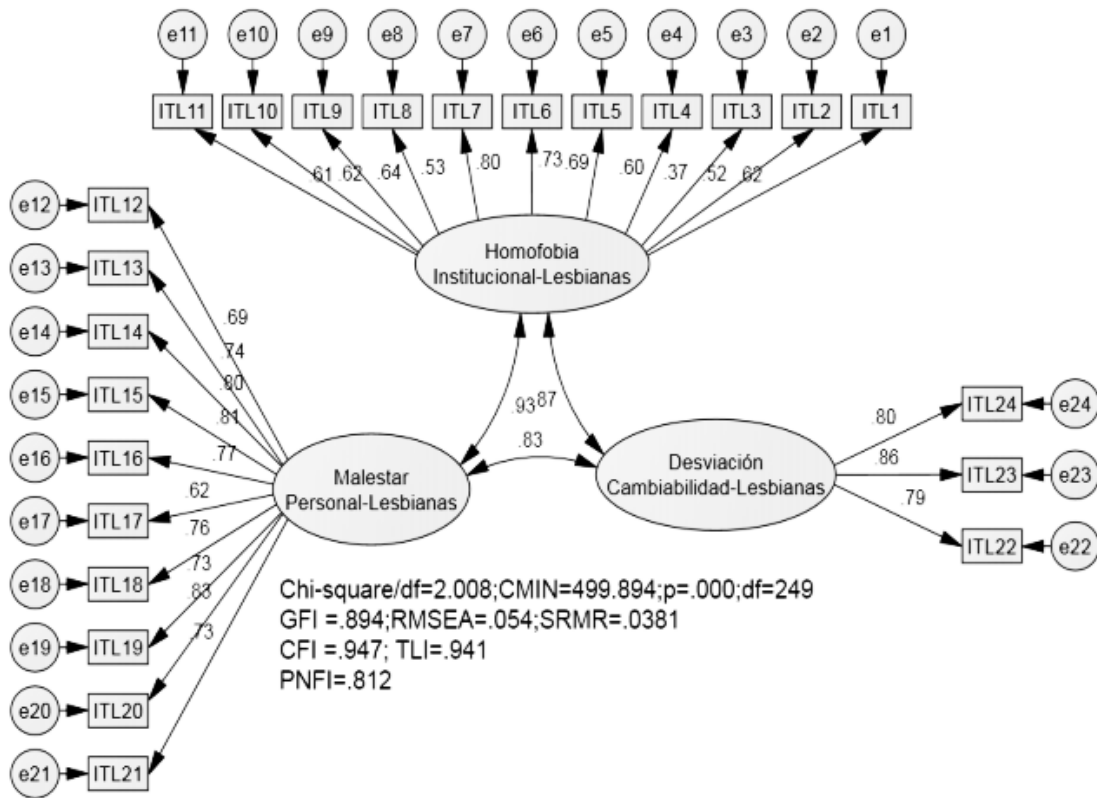 e11 e10 e9 e8 e7 e6 e5 e4 e3 e2 e1
ITL11 ITL10 ITL9 ITL8 ITL7 ITL6 ITL5 ITL4 ITL3 ITL2 ITL1
.61 .62 .64 .53 .80 .73 .69 .60 .37 .52 .62
Homofobia
Institucional-Lesbianas
e12 ITL12
e13 ITL13
e14 ITL14
e15 ITL15
e16 ITL16
e17 ITL17
e18 ITL18
e19 ITL19
e20 ITL20
e21 ITL21
.69
.74
.80
.81
.77
.62
.76
.73
.83
.73
Malestar
Personal-Lesbianas
.93 .87
.83
Desviación
Cambiabilidad-Lesbianas
.80
.86
.79
ITL24 e24
ITL23 e23
ITL22 e22
Chi-square/df=2.008;CMIN=499.894;p=.000;df=249
GFI =.894;RMSEA=.054;SRMR=.0381
CFI =.947; TLI=.941
PNFI=.812